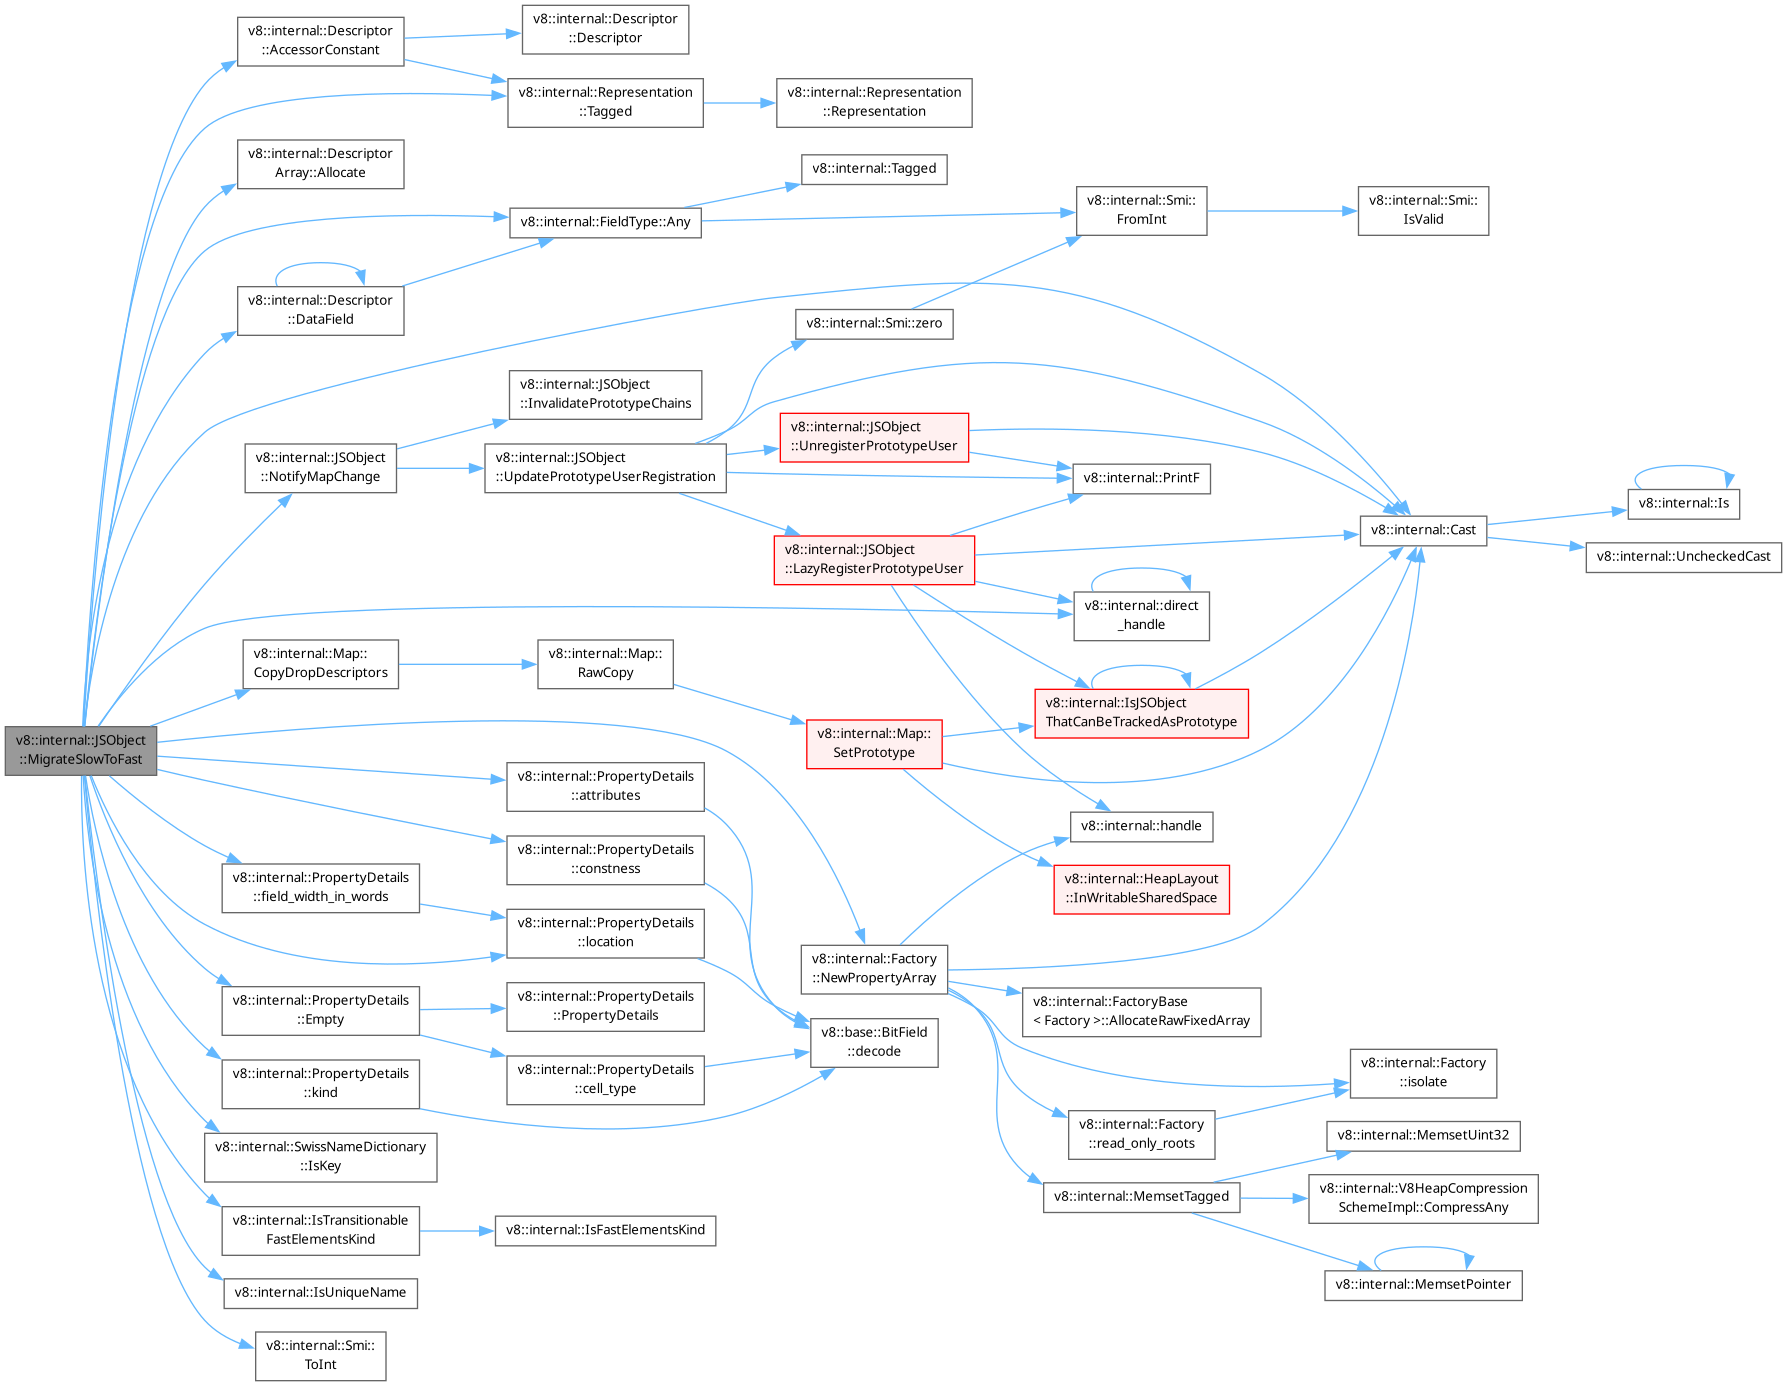 v8::internal::JSObject
::MigrateSlowToFast
v8::internal::Descriptor
::AccessorConstant
v8::internal::Descriptor
::Descriptor
v8::internal::Representation
::Tagged
v8::internal::Representation
::Representation
v8::internal::Descriptor
Array::Allocate
v8::internal::FieldType::Any
v8::internal::Tagged
v8::internal::Smi::
FromInt
v8::internal::Smi::
IsValid
v8::internal::Descriptor
::DataField
v8::internal::Smi::zero
v8::internal::JSObject
::InvalidatePrototypeChains
v8::internal::JSObject
::NotifyMapChange
v8::internal::JSObject
::UpdatePrototypeUserRegistration
v8::internal::JSObject
::UnregisterPrototypeUser
v8::internal::PrintF
v8::internal::JSObject
::LazyRegisterPrototypeUser
v8::internal::Cast
v8::internal::Is
v8::internal::UncheckedCast
v8::internal::direct
_handle
v8::internal::Map::
CopyDropDescriptors
v8::internal::Map::
RawCopy
v8::internal::Map::
SetPrototype
v8::internal::IsJSObject
ThatCanBeTrackedAsPrototype
v8::internal::handle
v8::internal::HeapLayout
::InWritableSharedSpace
v8::internal::PropertyDetails
::attributes
v8::internal::PropertyDetails
::constness
v8::internal::PropertyDetails
::field_width_in_words
v8::internal::PropertyDetails
::location
v8::internal::Factory
::NewPropertyArray
v8::internal::FactoryBase
< Factory >::AllocateRawFixedArray
v8::internal::PropertyDetails
::Empty
v8::internal::PropertyDetails
::PropertyDetails
v8::internal::PropertyDetails
::cell_type
v8::base::BitField
::decode
v8::internal::Factory
::isolate
v8::internal::Factory
::read_only_roots
v8::internal::PropertyDetails
::kind
v8::internal::SwissNameDictionary
::IsKey
v8::internal::MemsetTagged
v8::internal::MemsetUint32
v8::internal::V8HeapCompression
SchemeImpl::CompressAny
v8::internal::MemsetPointer
v8::internal::IsTransitionable
FastElementsKind
v8::internal::IsFastElementsKind
v8::internal::IsUniqueName
v8::internal::Smi::
ToInt